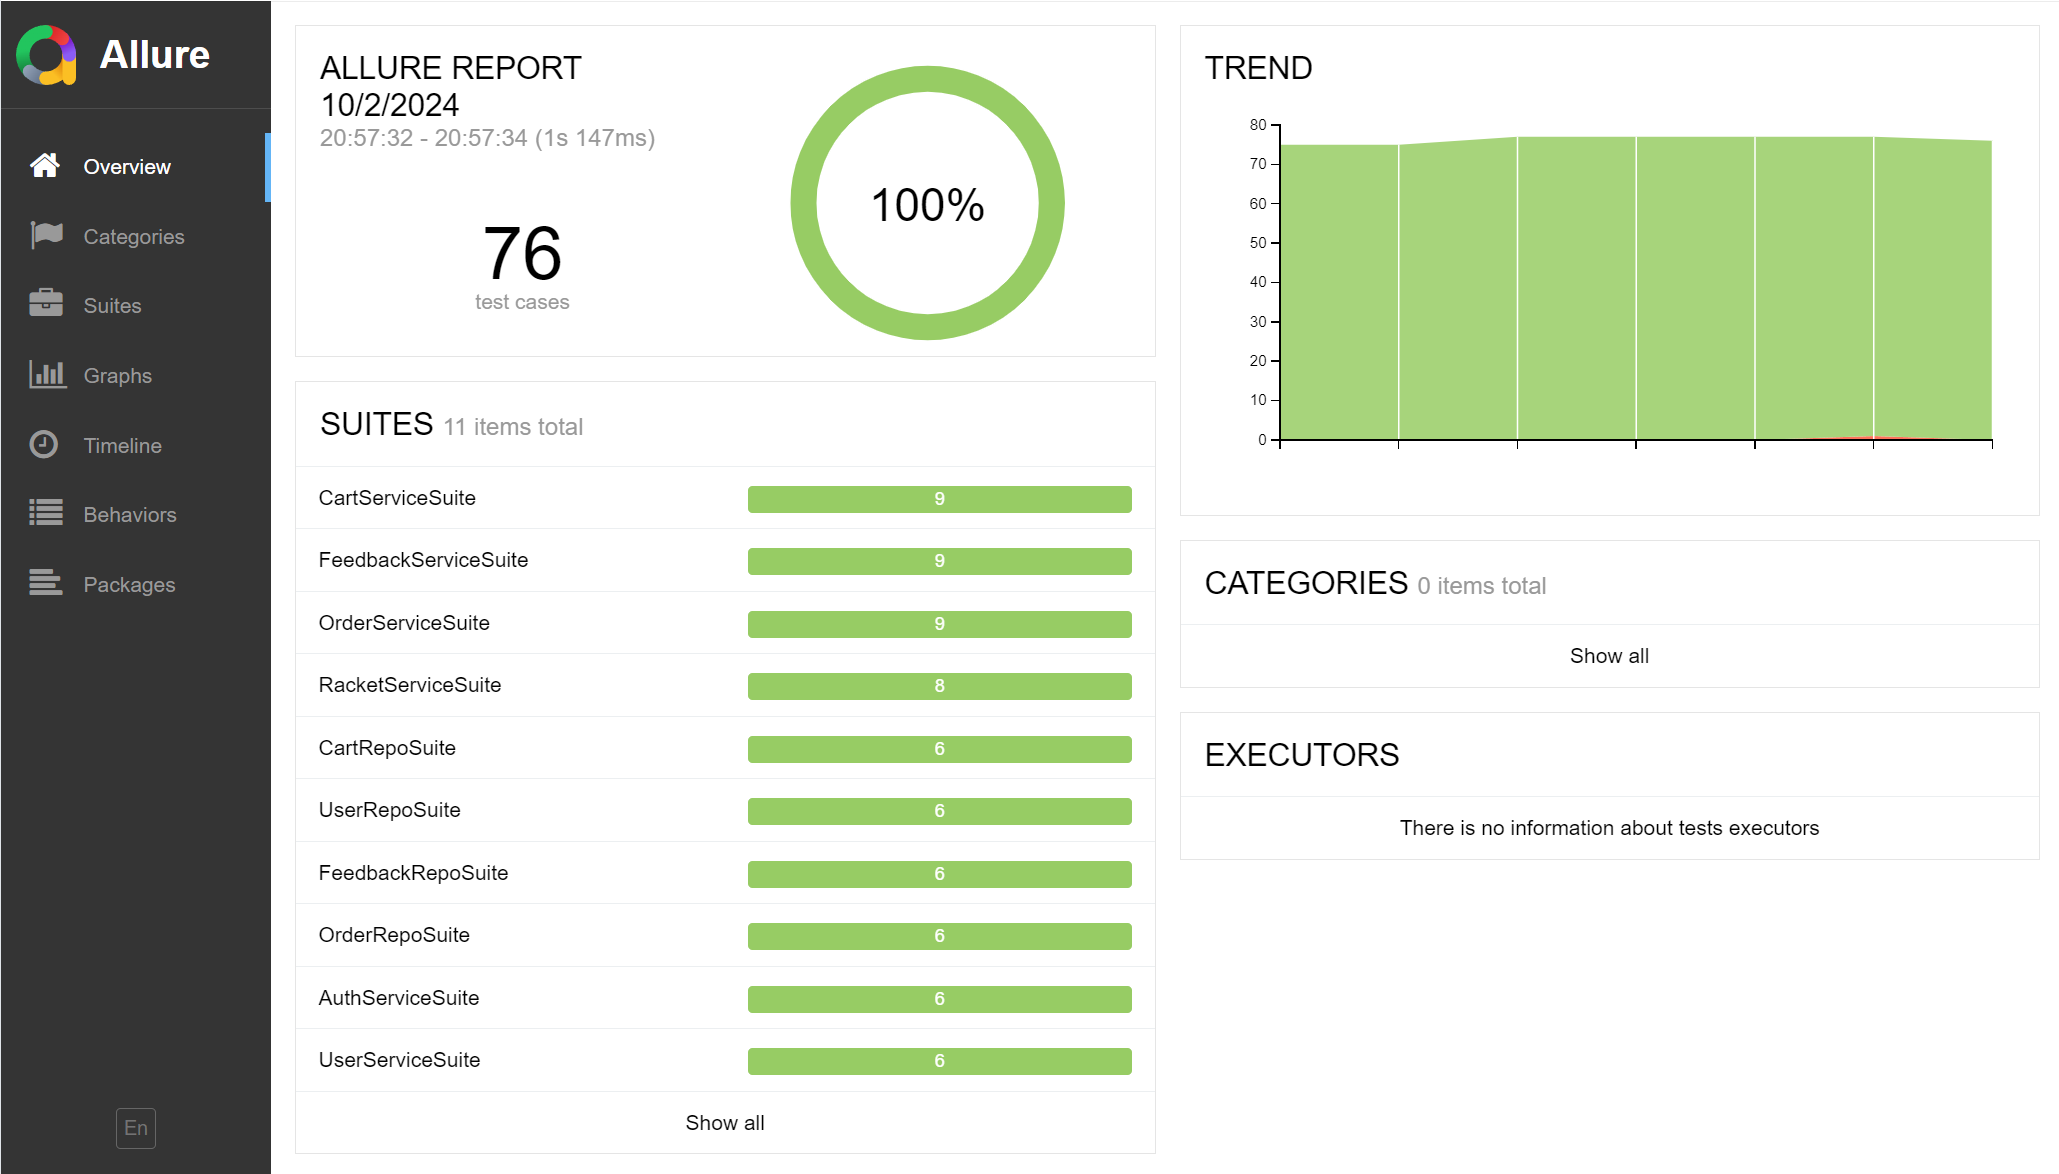 Allure
Overview
Categories
Suites
Graphs
Timeline
Behaviors
Packages
En
ALLURE REPORT
10/2/2024
20:57:32 - 20:57:34 (1s 147ms)
76
test cases
100%
SUITES 11 items total
CartServiceSuite 9
FeedbackServiceSuite 9
OrderServiceSuite 9
RacketServiceSuite 8
CartRepoSuite 6
UserRepoSuite 6
FeedbackRepoSuite 6
OrderRepoSuite 6
AuthServiceSuite 6
UserServiceSuite 6
Show all
TREND
80
70
60
50
40
30
20
10
0
CATEGORIES 0 items total
Show all
EXECUTORS
There is no information about tests executors